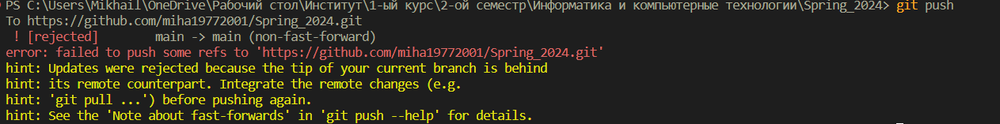 PS C:\Users\Mikhail\OneDrive\Рабочий стол\Институт\1-ый курс\2-ой семестр\Информатика и компьютерные технологии\Spring_2024> git push
To https://github.com/miha19772001/Spring_2024.git
 ! [rejected]        main -> main (non-fast-forward)
error: failed to push some refs to 'https://github.com/miha19772001/Spring_2024.git'
hint: Updates were rejected because the tip of your current branch is behind
hint: its remote counterpart. Integrate the remote changes (e.g.
hint: 'git pull ...') before pushing again.
hint: See the 'Note about fast-forwards' in 'git push --help' for details.